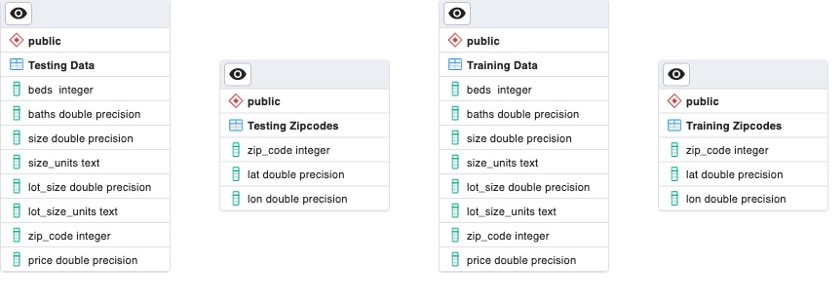 public
Testing Data
beds integer
baths double precision
size double precision
size_units text
lot_size double precision
lot_size_units text
zip_code integer
price double precision
public
Testing Zipcodes
zip_code integer
lat double precision
lon double precision
public
Training Data
beds integer
baths double precision
size double precision
size_units text
lot_size double precision
lot_size_units text
zip_code integer
price double precision
public
Training Zipcodes
zip_code integer
lat double precision
lon double precision